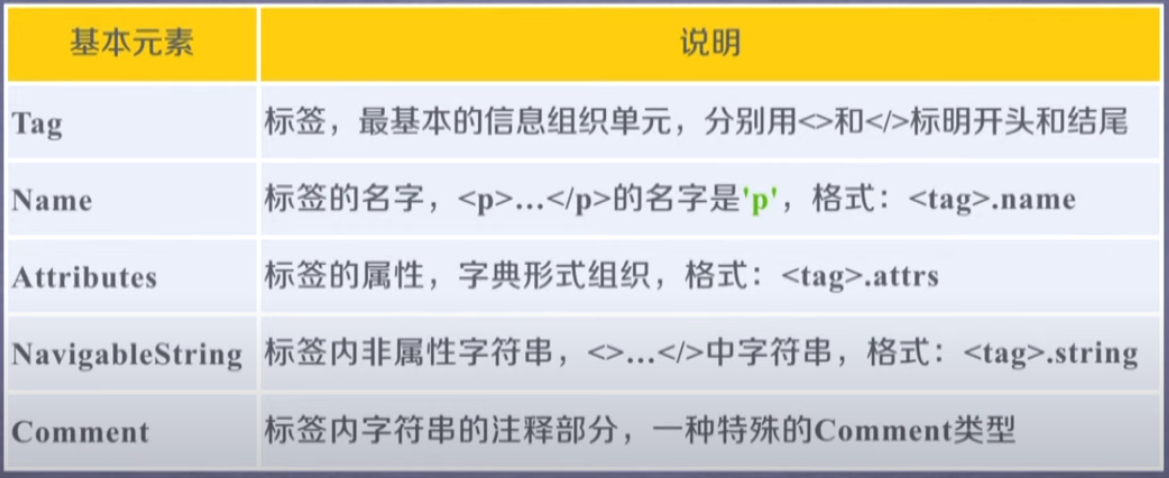 基本元素 说明
Tag 标签，最基本的信息组织单元，分别用<>和</>标明开头和结尾
Name 标签的名字，<p>…</p>的名字是'p'，格式：<tag>.name
Attributes 标签的属性，字典形式组织，格式：<tag>.attrs
NavigableString 标签内非属性字符串，<>…</>中字符串，格式：<tag>.string
Comment 标签内字符串的注释部分，一种特殊的Comment类型